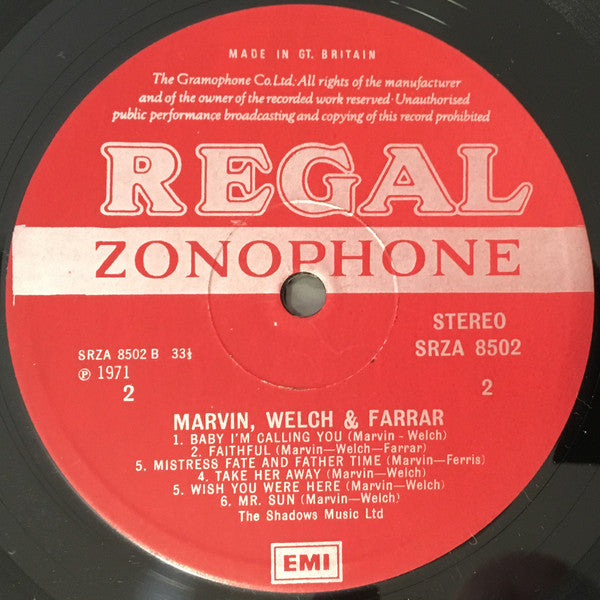 MADE IN GT. BRITAIN
The Gramophone Co. Ltd. All rights of the manufacturer
and of the owner of the recorded work reserved · Unauthorised
public performance broadcasting and copying of this record prohibited
REGAL
ZONOPHONE
STEREO
SRZA 8502
SRZA 8502 B 33⅓
℗ 1971
2
2
MARVIN, WELCH & FARRAR
1. BABY I'M CALLING YOU (Marvin - Welch)
2. FAITHFUL (Marvin—Welch—Farrar)
5. MISTRESS FATE AND FATHER TIME (Marvin—Ferris)
4. TAKE HER AWAY (Marvin—Welch)
5. WISH YOU WERE HERE (Marvin—Welch)
6. MR. SUN (Marvin—Welch)
The Shadows Music Ltd
EMI